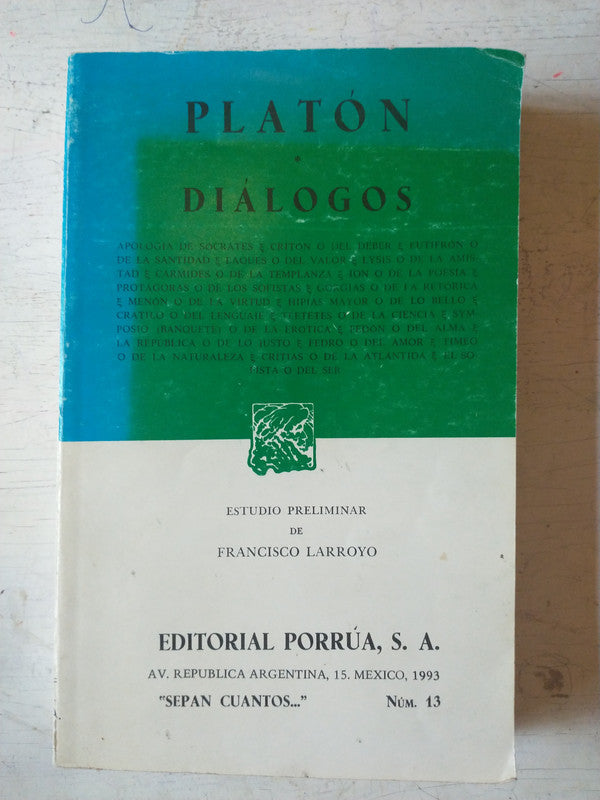 PLATÓN
*
DIÁLOGOS
APOLOGIA DE SOCRATES ξ CRITON O DEL DEBER ξ EUTIFRON O
DE LA SANTIDAD ξ LAQUES O DEL VALOR ξ LYSIS O DE LA AMIS-
TAD ξ CARMIDES O DE LA TEMPLANZA ξ ION O DE LA POESIA ξ
PROTAGORAS O DE LOS SOFISTAS ξ GORGIAS O DE LA RETORICA
ξ MENON O DE LA VIRTUD ξ HIPIAS MAYOR O DE LO BELLO ξ
CRATILO O DEL LENGUAJE ξ TEETETES O DE LA CIENCIA ξ SYM-
POSIO (BANQUETE) O DE LA EROTICA ξ FEDON O DEL ALMA ξ
LA REPUBLICA O DE LO JUSTO ξ FEDRO O DEL AMOR ξ TIMEO
O DE LA NATURALEZA ξ CRITIAS O DE LA ATLANTIDA ξ EL SO-
FISTA O DEL SER
ESTUDIO PRELIMINAR
DE
FRANCISCO LARROYO
EDITORIAL PORRÚA, S. A.
AV. REPUBLICA ARGENTINA, 15. MEXICO, 1993
"SEPAN CUANTOS..." NÚM. 13